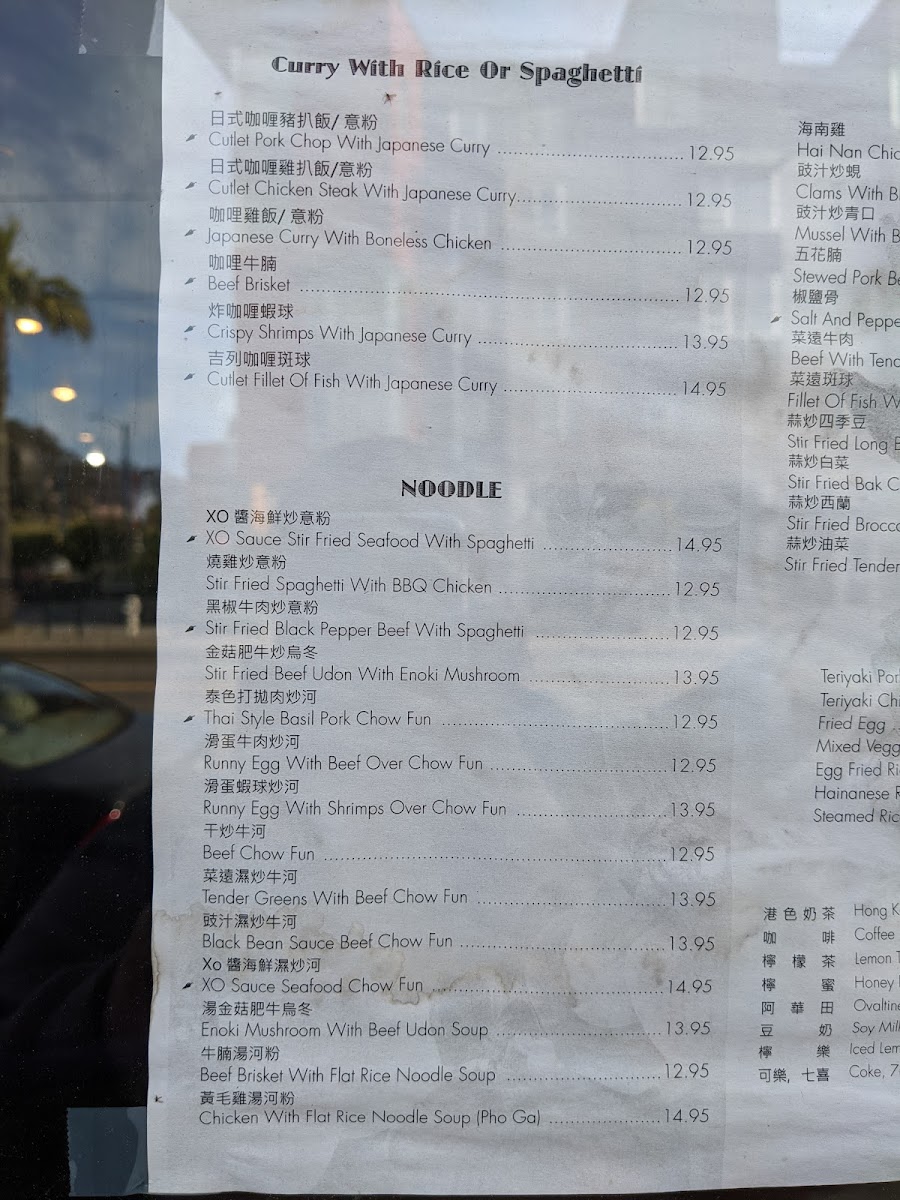 Curry With Rice Or Spaghetti
日式咖喱豬扒飯/ 意粉
Cutlet Pork Chop With Japanese Curry ............................ 12.95
日式咖喱雞扒飯/意粉
Cutlet Chicken Steak With Japanese Curry......................... 12.95
咖哩雞飯/ 意粉
Japanese Curry With Boneless Chicken ........................... 12.95
咖哩牛腩
Beef Brisket .......................................................... 12.95
炸咖喱蝦球
Crispy Shrimps With Japanese Curry .............................. 13.95
吉列咖喱斑球
Cutlet Fillet Of Fish With Japanese Curry .......................... 14.95
NOODLE
XO 醬海鮮炒意粉
XO Sauce Stir Fried Seafood With Spaghetti .................... 14.95
燒雞炒意粉
Stir Fried Spaghetti With BBQ Chicken .......................... 12.95
黑椒牛肉炒意粉
Stir Fried Black Pepper Beef With Spaghetti ..................... 12.95
金菇肥牛炒烏冬
Stir Fried Beef Udon With Enoki Mushroom ...................... 13.95
泰色打拋肉炒河
Thai Style Basil Pork Chow Fun .................................. 12.95
滑蛋牛肉炒河
Runny Egg With Beef Over Chow Fun ........................... 12.95
滑蛋蝦球炒河
Runny Egg With Shrimps Over Chow Fun ........................ 13.95
干炒牛河
Beef Chow Fun .................................................... 12.95
菜遠濕炒牛河
Tender Greens With Beef Chow Fun ............................. 13.95
豉汁濕炒牛河
Black Bean Sauce Beef Chow Fun ................................ 13.95
Xo 醬海鮮濕炒河
XO Sauce Seafood Chow Fun ................................... 14.95
湯金菇肥牛烏冬
Enoki Mushroom With Beef Udon Soup .......................... 13.95
牛腩湯河粉
Beef Brisket With Flat Rice Noodle Soup ........................ 12.95
黃毛雞湯河粉
Chicken With Flat Rice Noodle Soup (Pho Ga) .................. 14.95
海南雞
Hai Nan Chic
豉汁炒蜆
Clams With B
豉汁炒青口
Mussel With B
五花腩
Stewed Pork Be
椒鹽骨
Salt And Peppe
菜遠牛肉
Beef With Tend
菜遠斑球
Fillet Of Fish W
蒜炒四季豆
Stir Fried Long B
蒜炒白菜
Stir Fried Bak C
蒜炒西蘭
Stir Fried Brocco
蒜炒油菜
Stir Fried Tender
Teriyaki Por
Teriyaki Chi
Fried Egg
Mixed Vegg
Egg Fried Ri
Hainanese R
Steamed Ric
港色奶茶 Hong K
咖啡 Coffee
檸檬茶 Lemon T
檸蜜 Honey
阿華田 Ovaltine
豆奶 Soy Milk
檸樂 Iced Lem
可樂, 七喜 Coke, 7